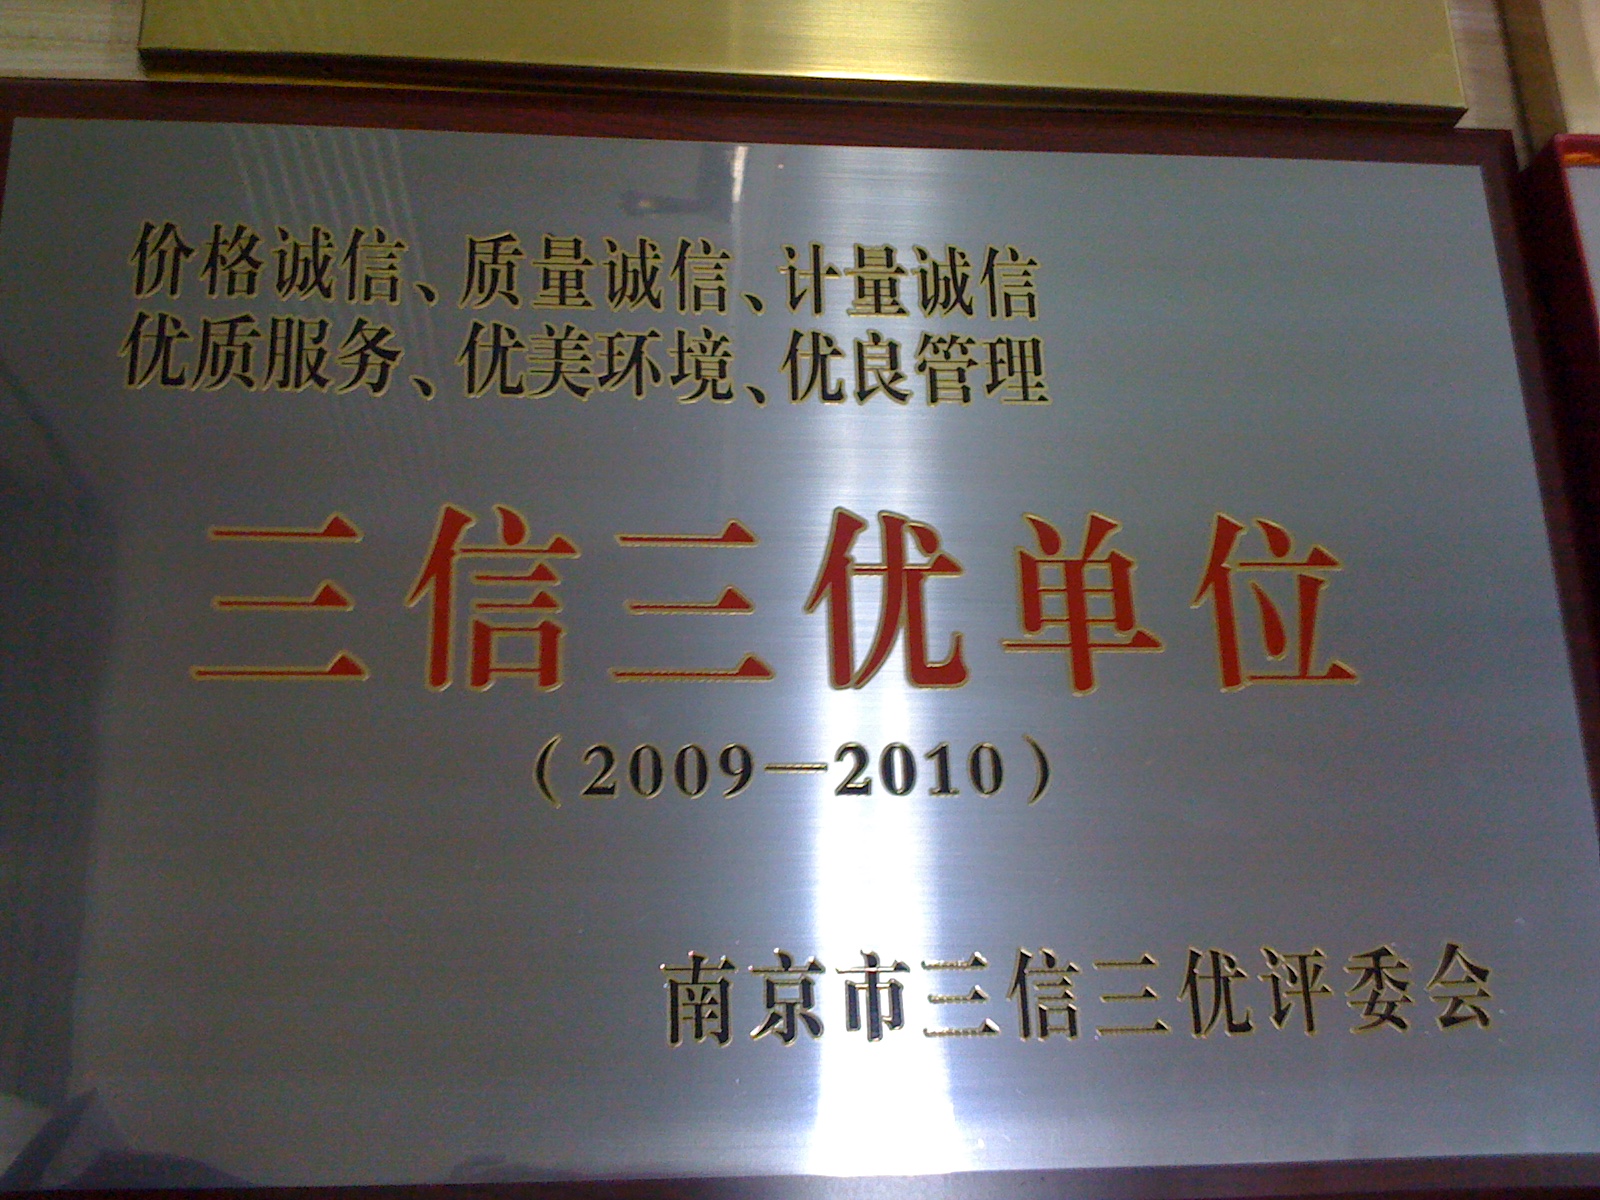 价格诚信、质量诚信、计量诚信
优质服务、优美环境、优良管理
三信三优单位
（2009—2010）
南京市三信三优评委会